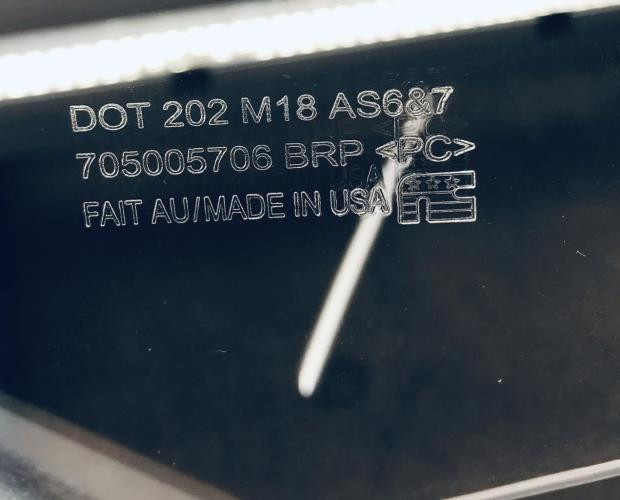 DOT 202 M18 AS6&7
705005706 BRP <PC>
FAIT AU/MADE IN USA